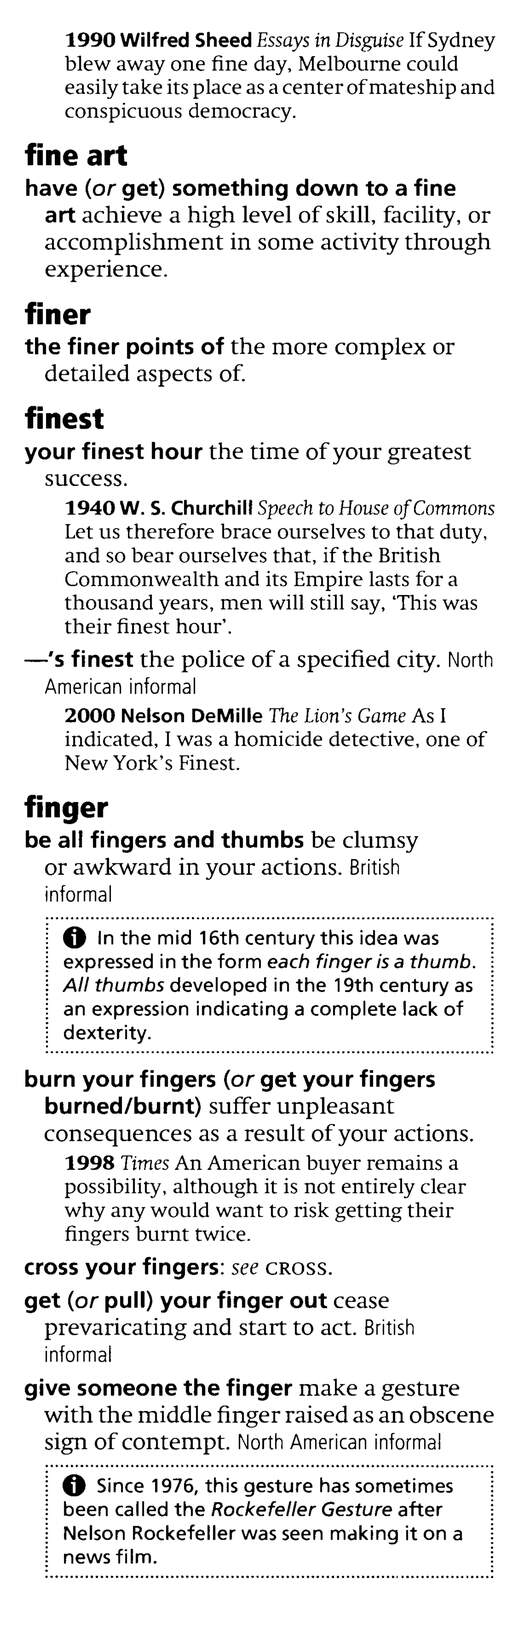 1990 Wilfred Sheed Essays in Disguise If Sydney
blew away one fine day, Melbourne could
easily take its place as a center of mateship and
conspicuous democracy.
fine art
have (or get) something down to a fine
art achieve a high level of skill, facility, or
accomplishment in some activity through
experience.
finer
the finer points of the more complex or
detailed aspects of.
finest
your finest hour the time of your greatest
success.
1940 W. S. Churchill Speech to House of Commons
Let us therefore brace ourselves to that duty,
and so bear ourselves that, if the British
Commonwealth and its Empire lasts for a
thousand years, men will still say, ‘This was
their finest hour’.
—’s finest the police of a specified city. North
American informal
2000 Nelson DeMille The Lion’s Game As I
indicated, I was a homicide detective, one of
New York’s Finest.
finger
be all fingers and thumbs be clumsy
or awkward in your actions. British
informal
In the mid 16th century this idea was
expressed in the form each finger is a thumb.
All thumbs developed in the 19th century as
an expression indicating a complete lack of
dexterity.
burn your fingers (or get your fingers
burned/burnt) suffer unpleasant
consequences as a result of your actions.
1998 Times An American buyer remains a
possibility, although it is not entirely clear
why any would want to risk getting their
fingers burnt twice.
cross your fingers: see CROSS.
get (or pull) your finger out cease
prevaricating and start to act. British
informal
give someone the finger make a gesture
with the middle finger raised as an obscene
sign of contempt. North American informal
Since 1976, this gesture has sometimes
been called the Rockefeller Gesture after
Nelson Rockefeller was seen making it on a
news film.